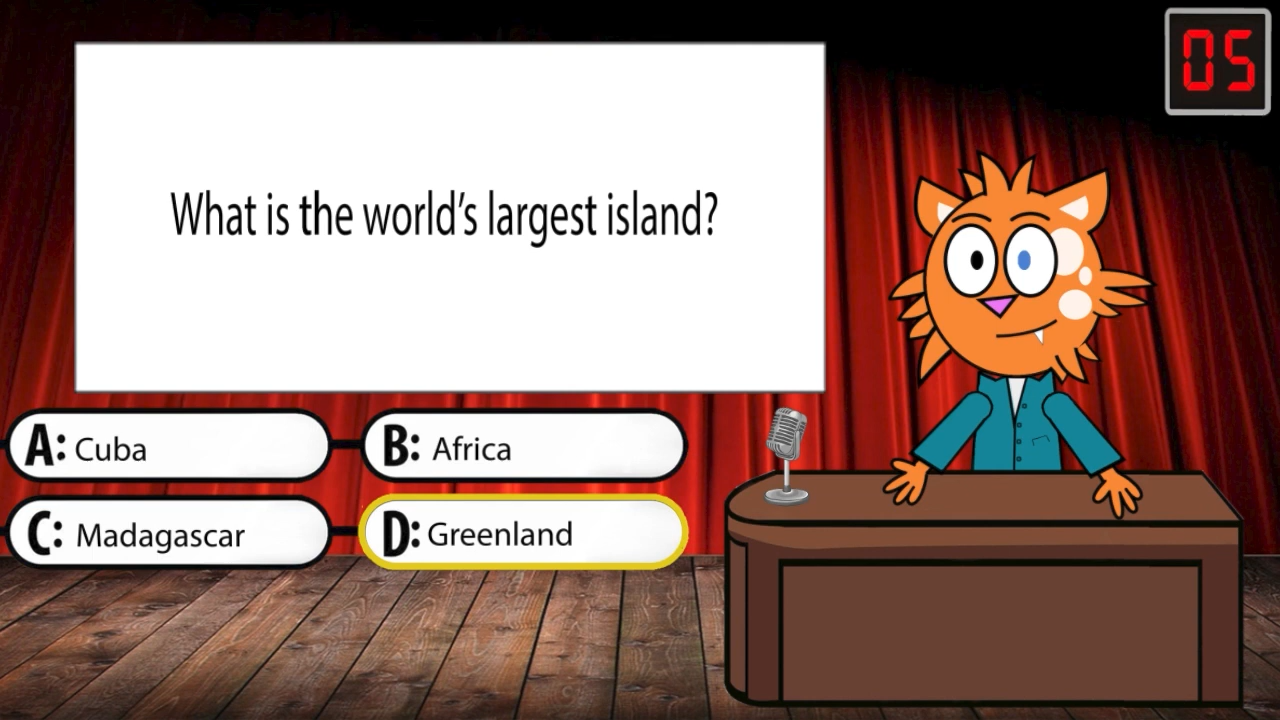 05
What is the world's largest island?
A: Cuba
B: Africa
C: Madagascar
D: Greenland